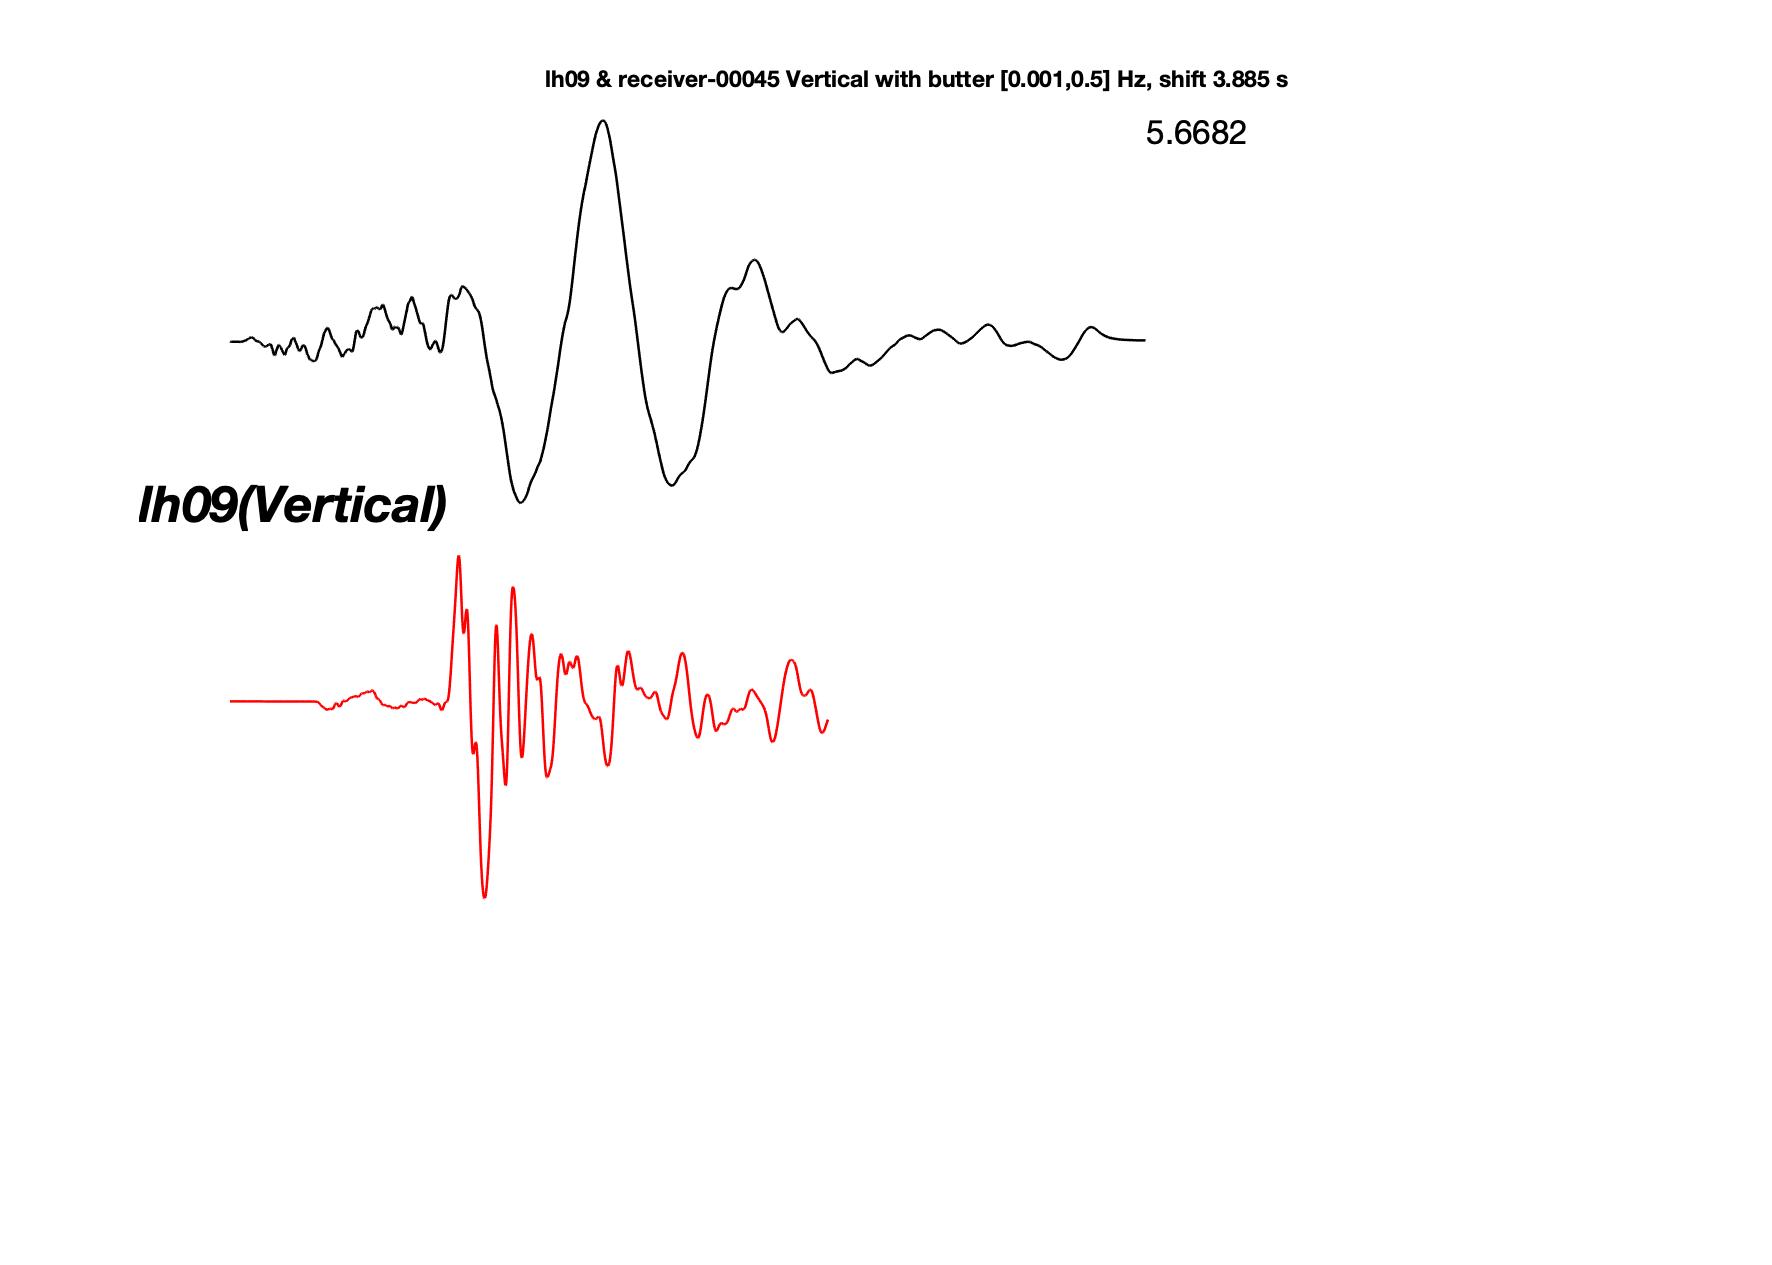 lh09 & receiver-00045 Vertical with butter [0.001,0.5] Hz, shift 3.885 s
5.6682
lh09(Vertical)